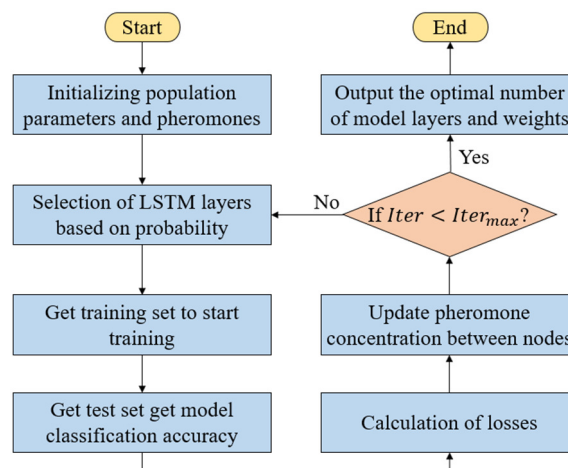 Start
Initializing population
parameters and pheromones
Selection of LSTM layers
based on probability
Get training set to start
training
Get test set get model
classification accuracy
Calculation of losses
Update pheromone
concentration between nodes
If Iter < Iter_max?
No
Yes
Output the optimal number
of model layers and weights
End